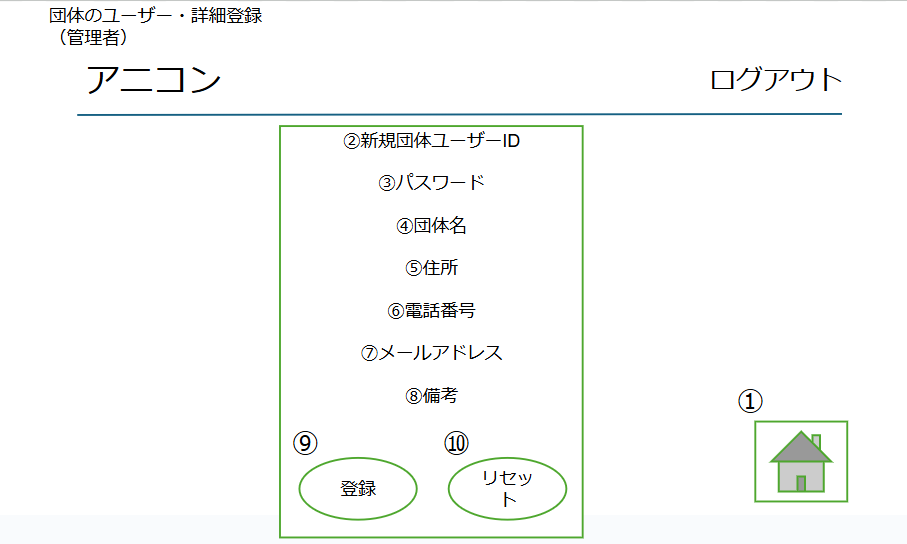 団体のユーザー・詳細登録
（管理者）
アニコン
ログアウト
②新規団体ユーザーID
③パスワード
④団体名
⑤住所
⑥電話番号
⑦メールアドレス
⑧備考
①
⑨
⑩
登録
リセッ
ト